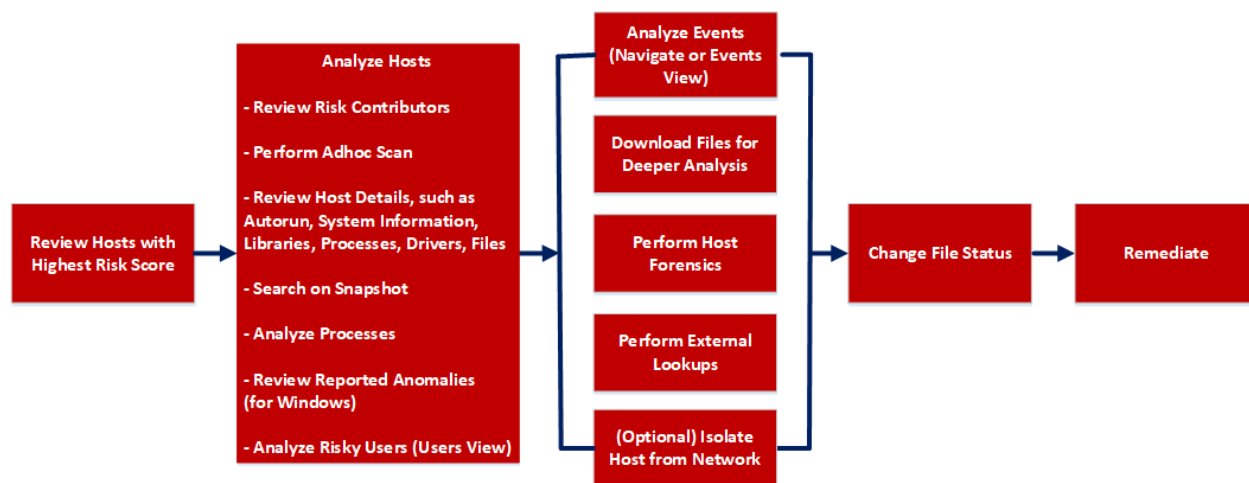 Review Hosts with
Highest Risk Score
Analyze Hosts
- Review Risk Contributors
- Perform Adhoc Scan
- Review Host Details, such as
Autorun, System Information,
Libraries, Processes, Drivers, Files
- Search on Snapshot
- Analyze Processes
- Review Reported Anomalies
(for Windows)
- Analyze Risky Users (Users View)
Analyze Events
(Navigate or Events
View)
Download Files for
Deeper Analysis
Perform Host
Forensics
Perform External
Lookups
(Optional) Isolate
Host from Network
Change File Status
Remediate